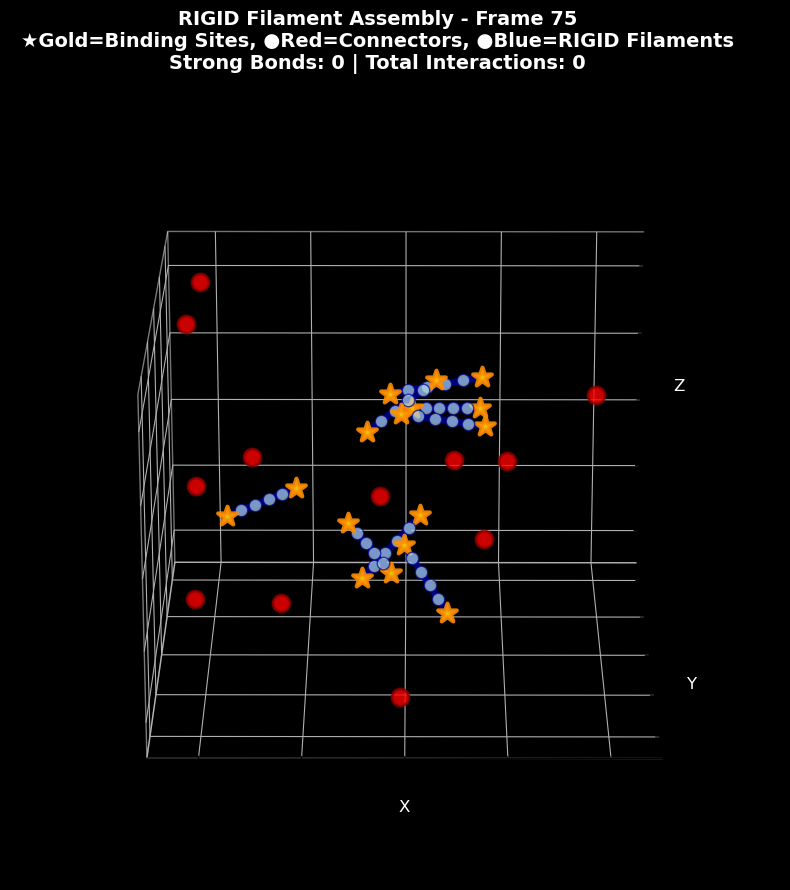 RIGID Filament Assembly - Frame 75
★Gold=Binding Sites, ●Red=Connectors, ●Blue=RIGID Filaments
Strong Bonds: 0 | Total Interactions: 0
Z
Y
X